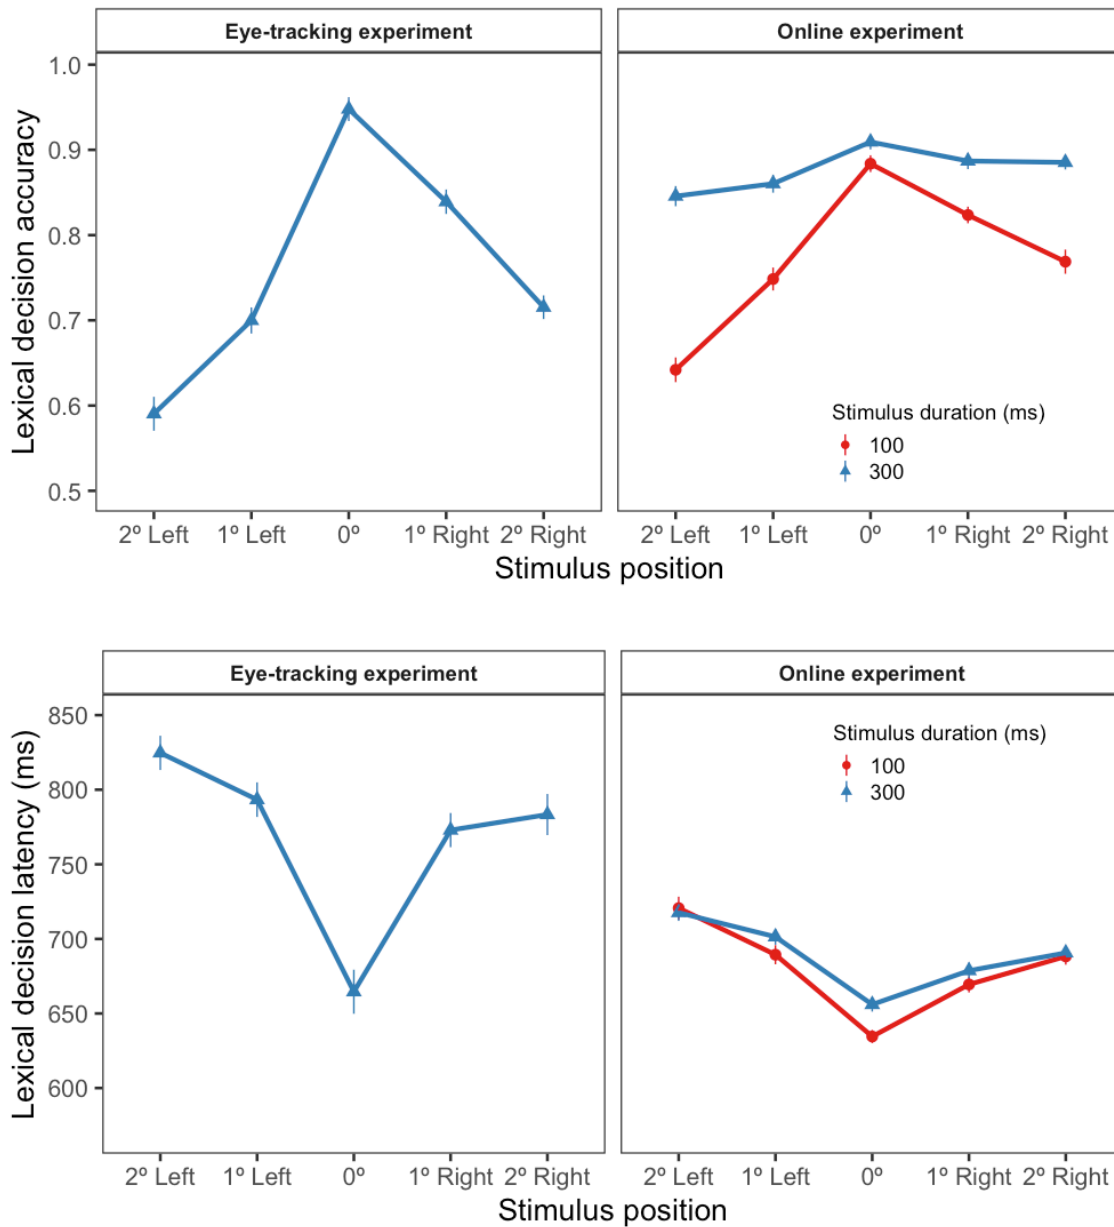 Eye-tracking experiment
Online experiment
Lexical decision accuracy
1.0
0.9
0.8
0.7
0.6
0.5
Stimulus duration (ms)
100
300
2º Left 1º Left 0º 1º Right 2º Right
2º Left 1º Left 0º 1º Right 2º Right
Stimulus position
Eye-tracking experiment
Online experiment
Lexical decision latency (ms)
850
800
750
700
650
600
Stimulus duration (ms)
100
300
2º Left 1º Left 0º 1º Right 2º Right
2º Left 1º Left 0º 1º Right 2º Right
Stimulus position